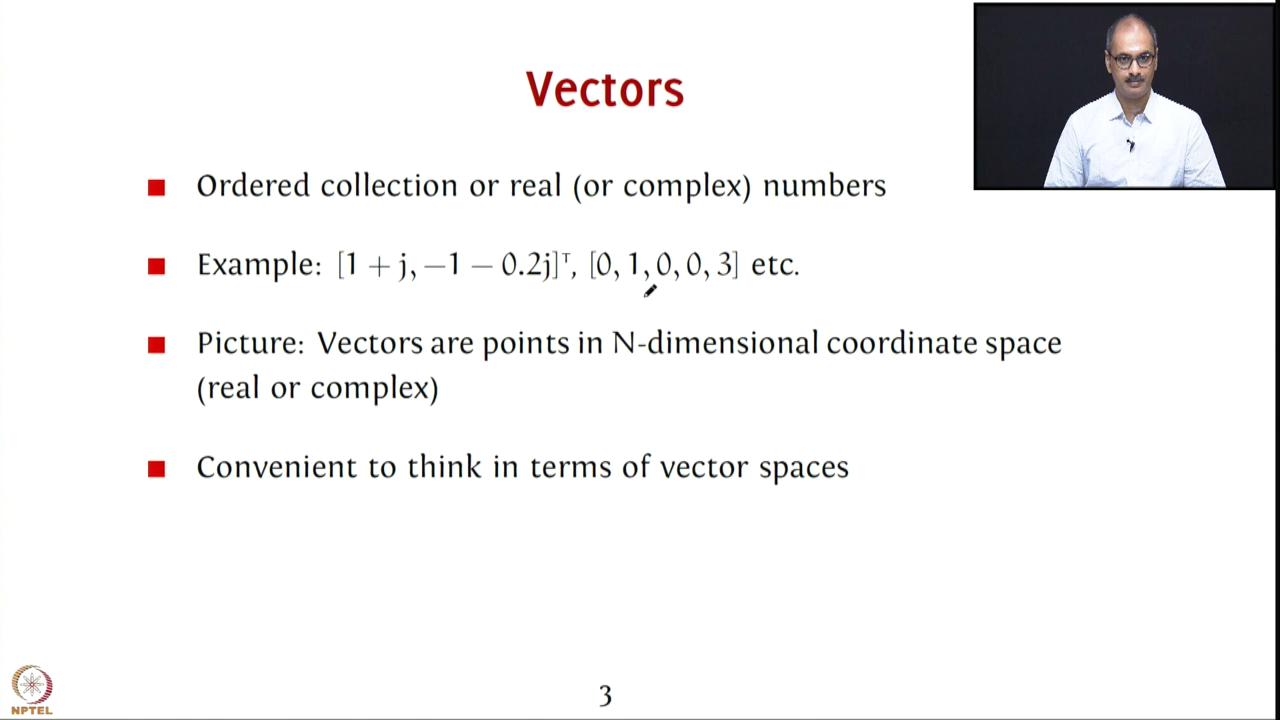 Vectors
Ordered collection or real (or complex) numbers
Example: [1 + j, −1 − 0.2j]ᵀ, [0, 1, 0, 0, 3] etc.
Picture: Vectors are points in N-dimensional coordinate space
(real or complex)
Convenient to think in terms of vector spaces
NPTEL
3